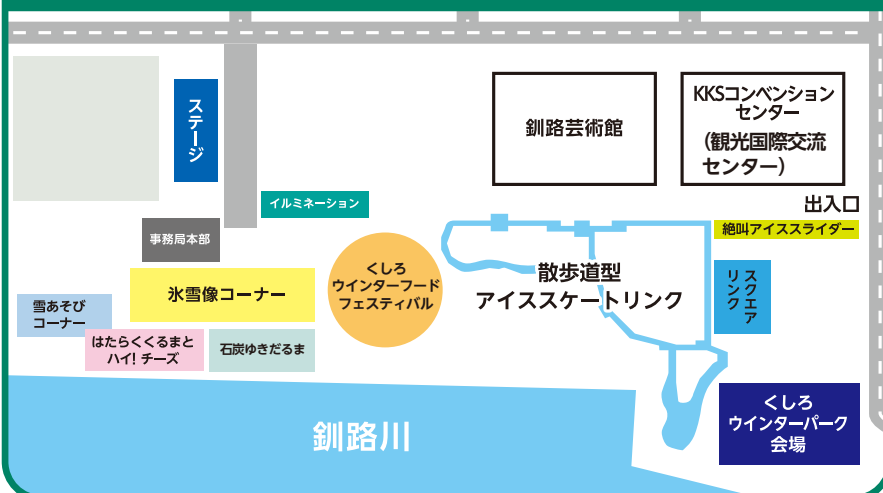 ステージ
釧路芸術館
KKSコンベンション
センター
(観光国際交流
センター)
出入口
イルミネーション
絶叫アイススライダー
事務局本部
くしろ
ウインターフード
フェスティバル
散歩道型
アイススケートリンク
スクエア
リンク
氷雪像コーナー
雪あそび
コーナー
はたらくくるまと
ハイ!チーズ
石炭ゆきだるま
くしろ
ウインターパーク
会場
釧路川